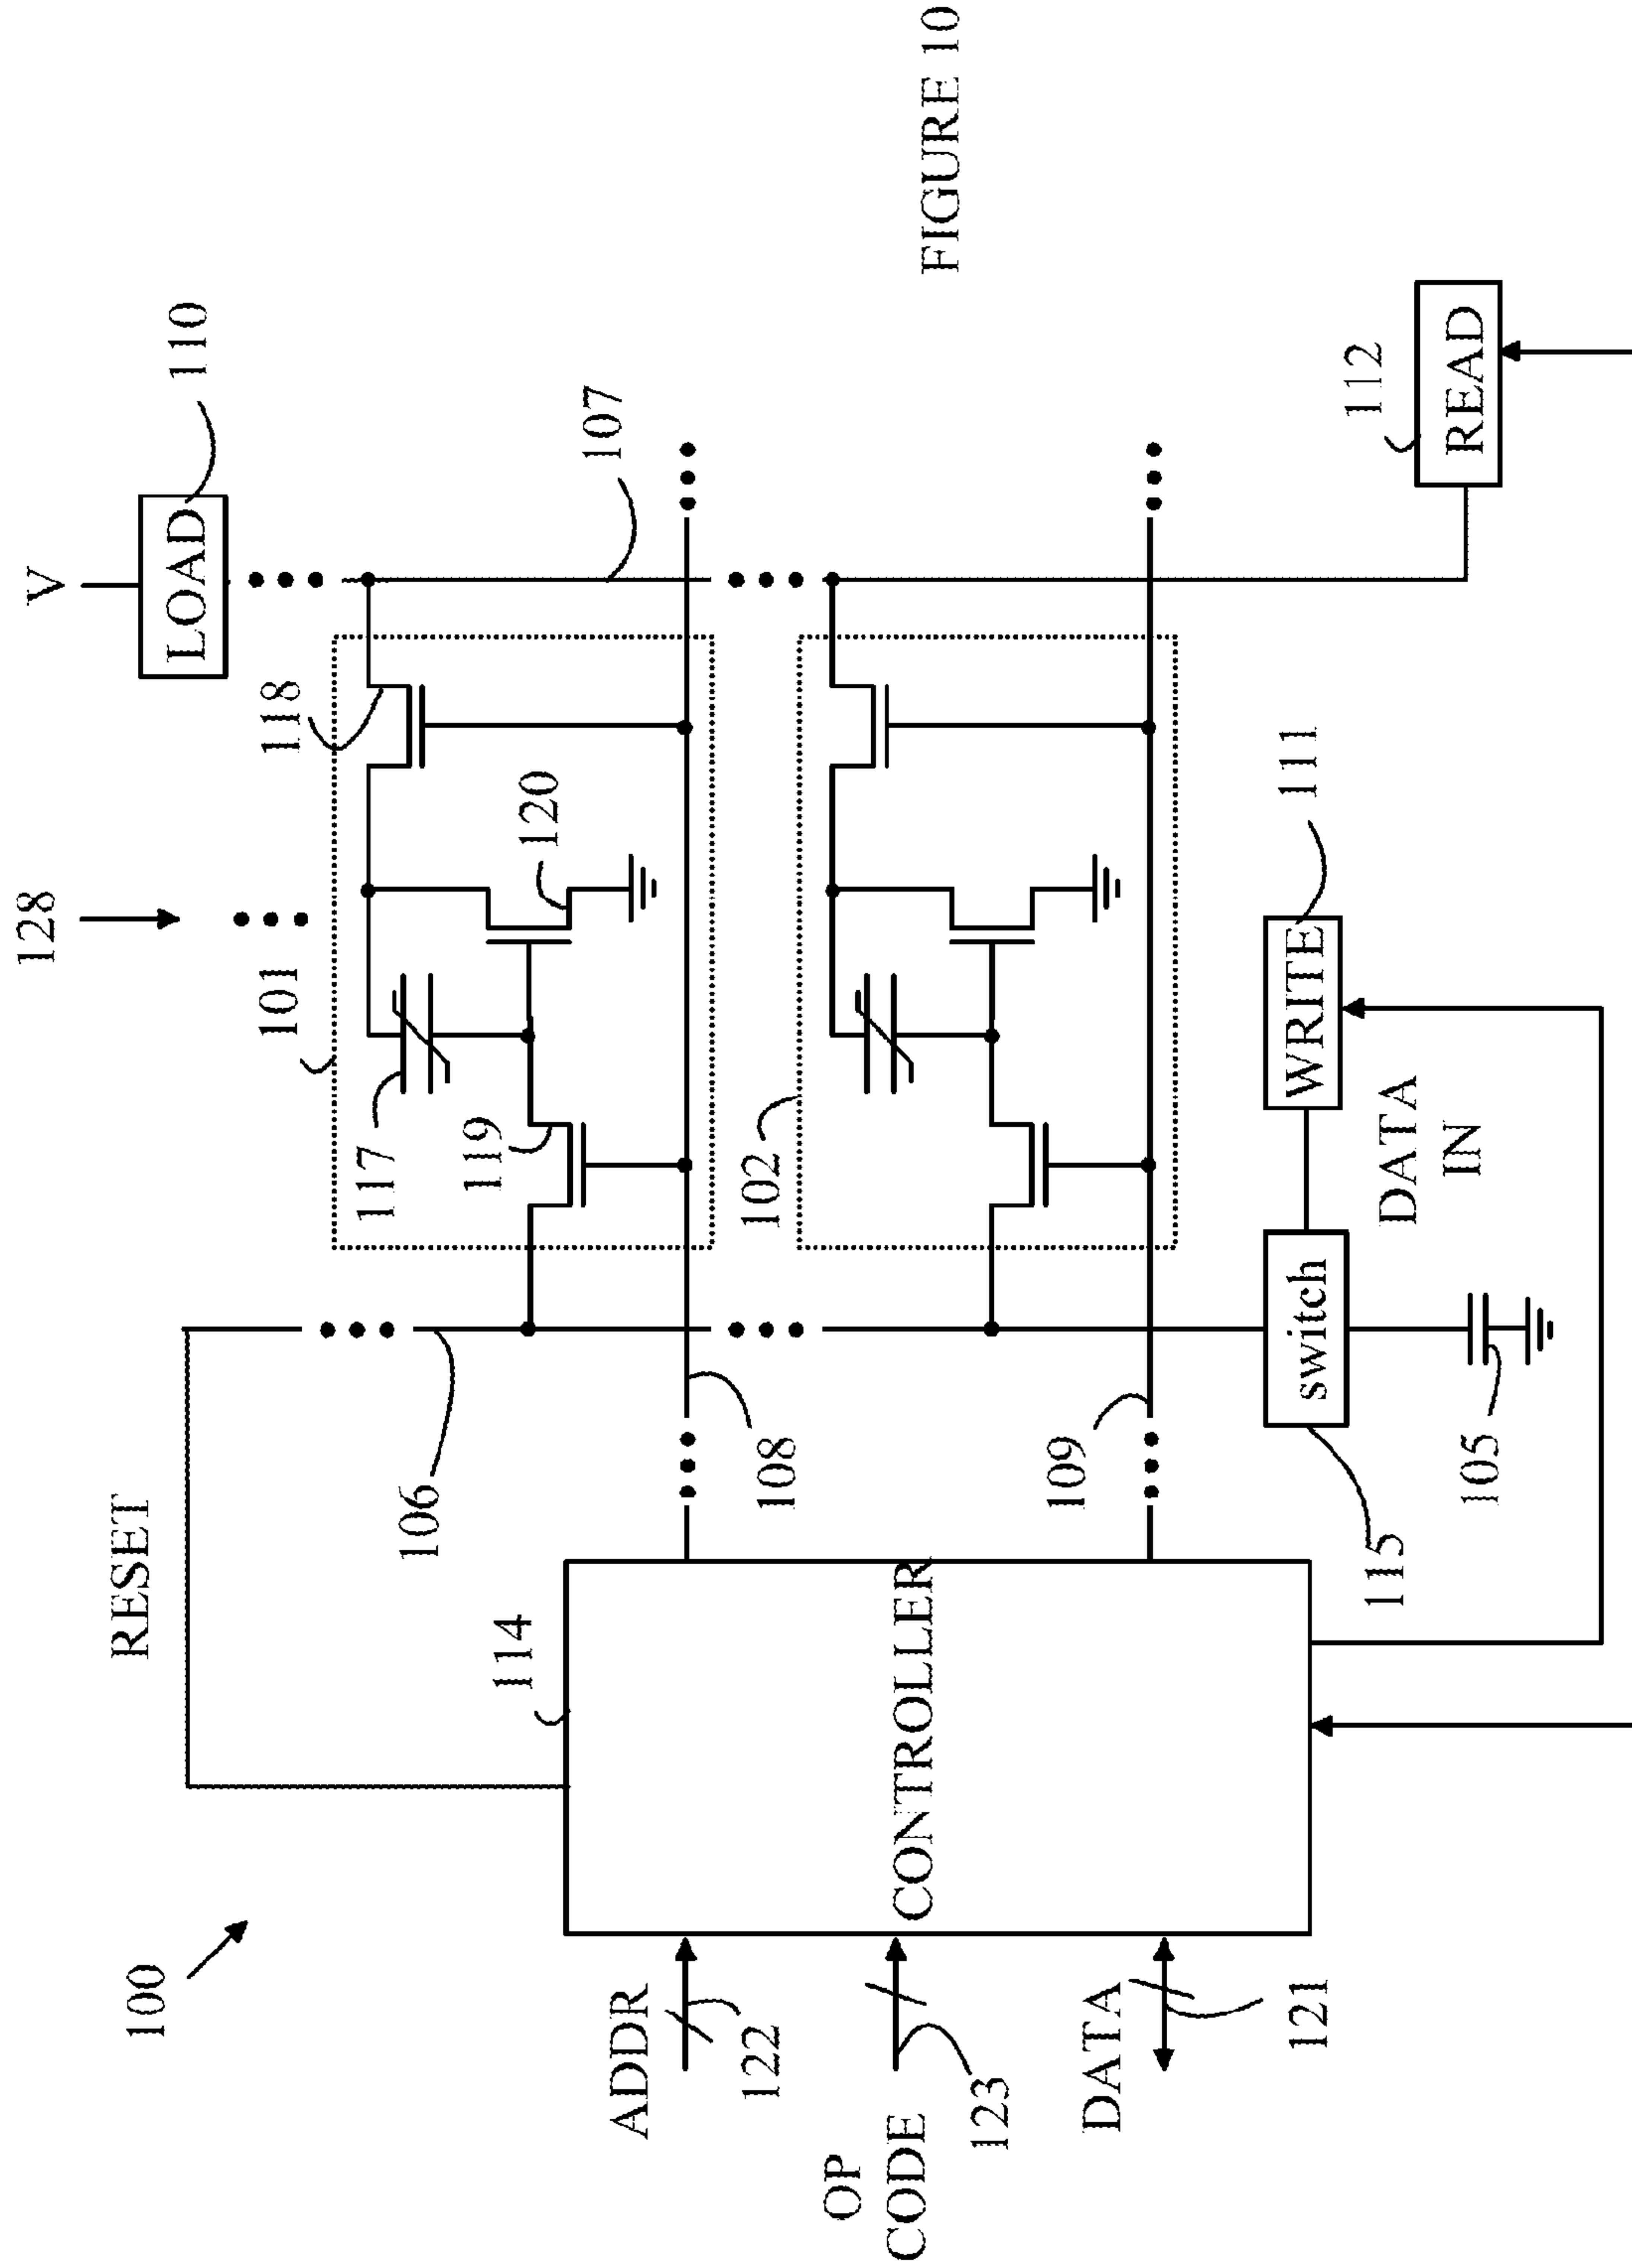 128
V
LOAD
110
101
118
117
119
120
107
RESET
100
106
114
108
102
CONTROLLER
ADDR
122
OP
CODE
123
DATA
121
109
115
switch
105
WRITE
111
DATA
IN
112
READ
FIGURE 10